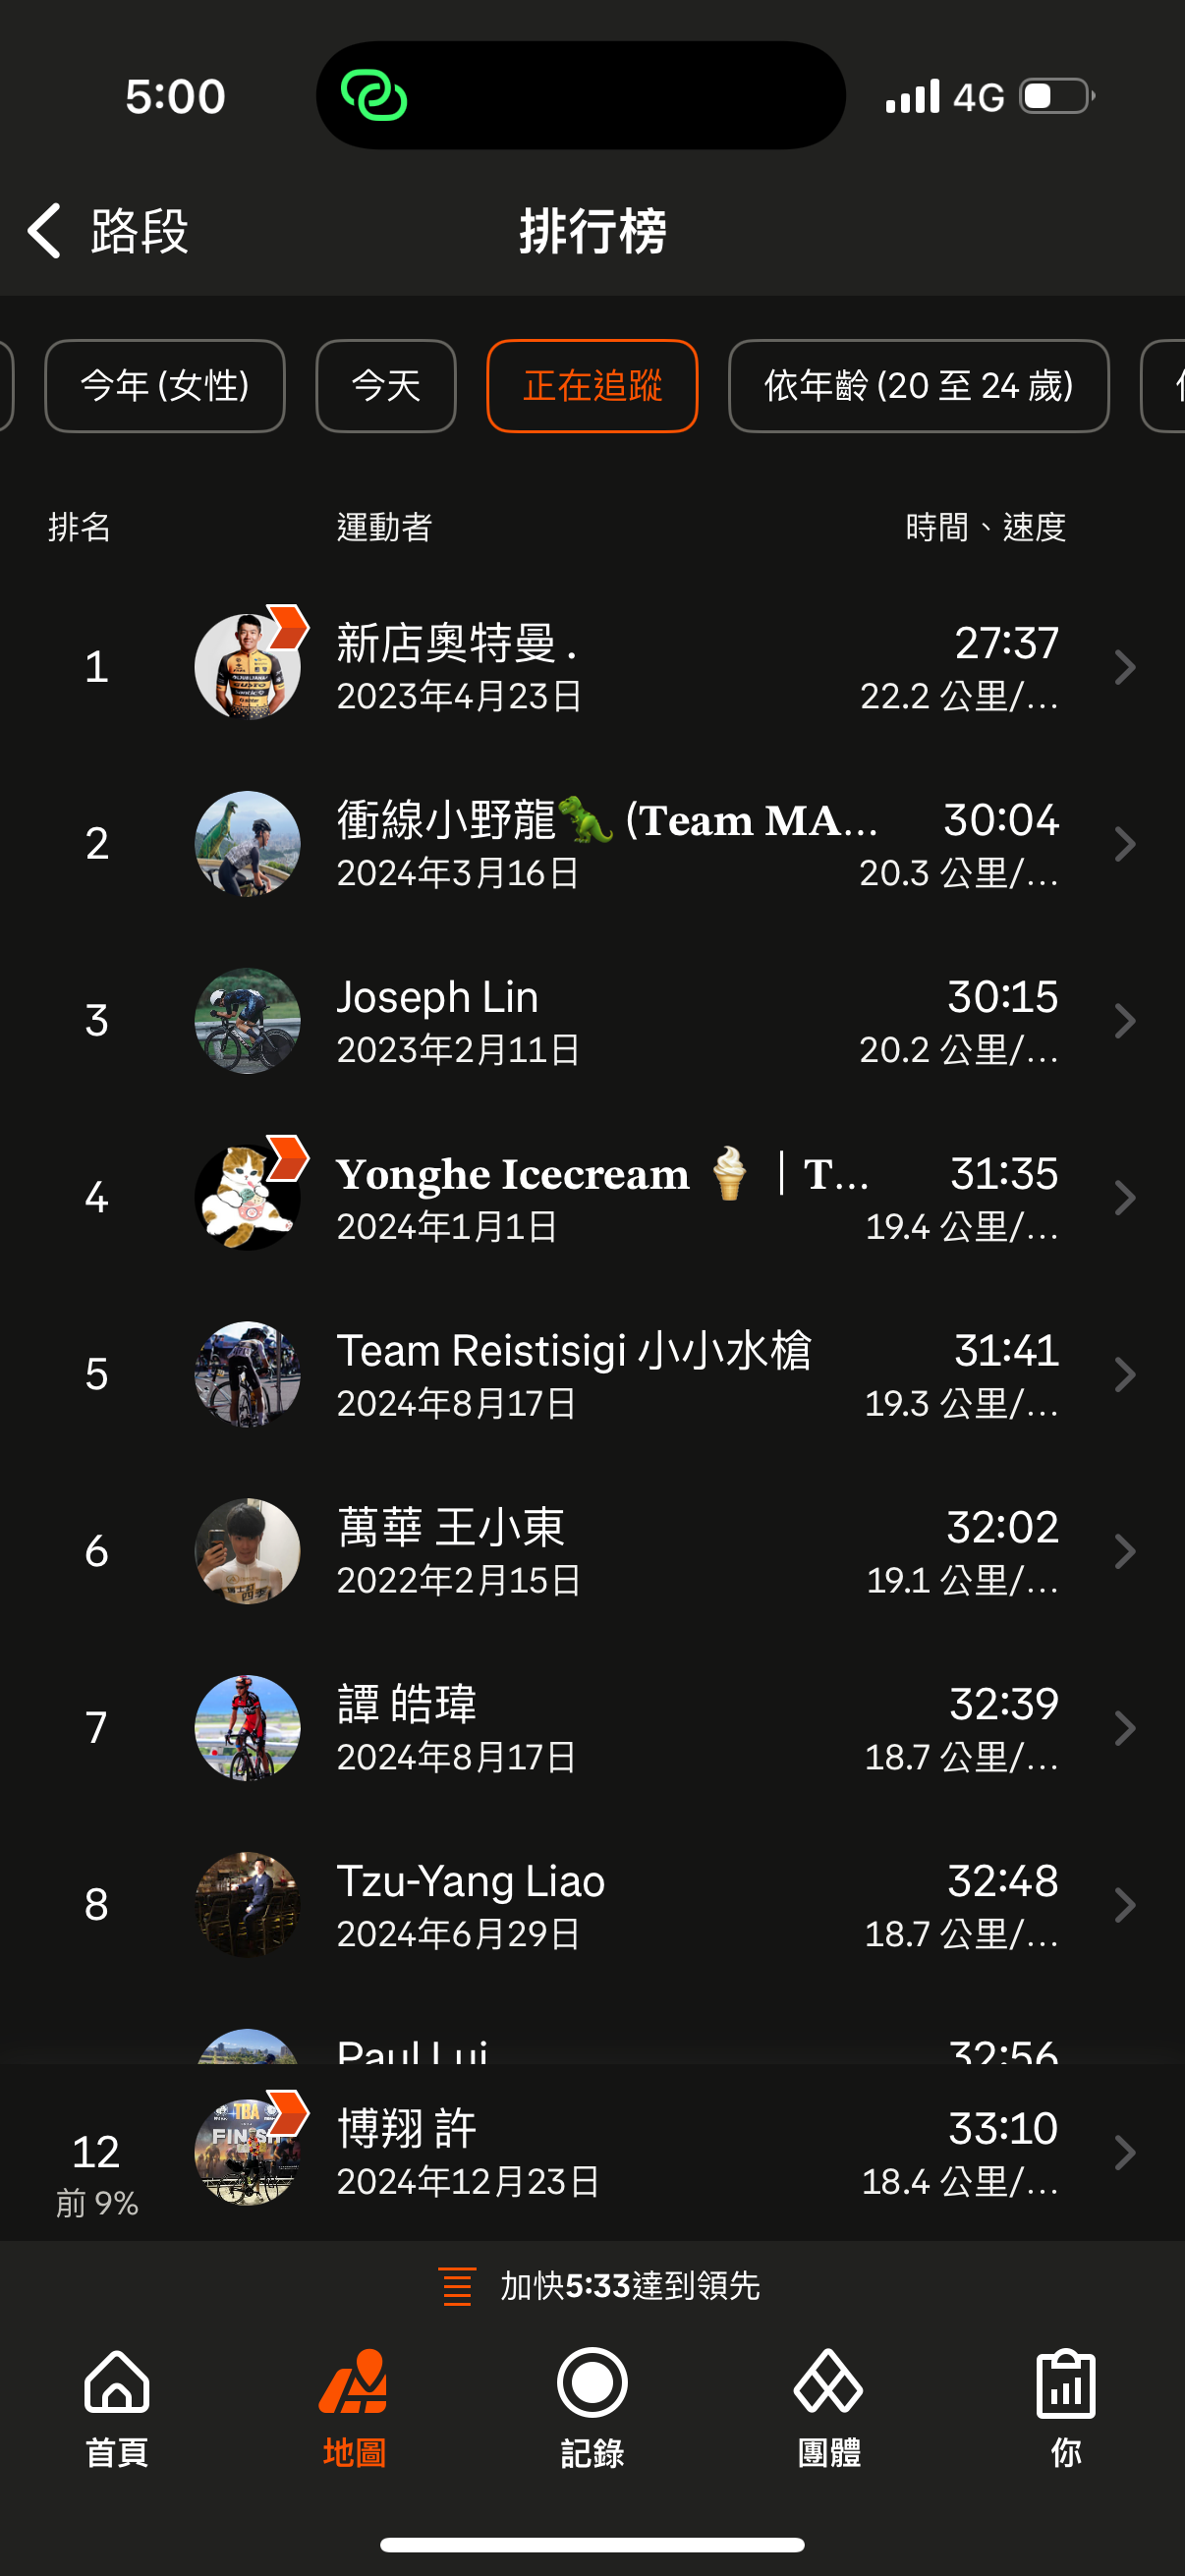 5:00
4G
路段
排行榜
今年 (女性)
今天
正在追蹤
依年齡 (20 至 24 歲)
排名
運動者
時間、速度
1
新店奧特曼 .
27:37
2023年4月23日
22.2 公里/...
2
衝線小野龍🦖 (Team MA...
30:04
2024年3月16日
20.3 公里/...
3
Joseph Lin
30:15
2023年2月11日
20.2 公里/...
4
Yonghe Icecream 🍦｜T...
31:35
2024年1月1日
19.4 公里/...
5
Team Reistisigi 小小水槍
31:41
2024年8月17日
19.3 公里/...
6
萬華 王小東
32:02
2022年2月15日
19.1 公里/...
7
譚 皓瑋
32:39
2024年8月17日
18.7 公里/...
8
Tzu-Yang Liao
32:48
2024年6月29日
18.7 公里/...
Paul Lui
32:56
12
前 9%
TBA
FINISH
博翔 許
33:10
2024年12月23日
18.4 公里/...
加快5:33達到領先
首頁
地圖
記錄
團體
你